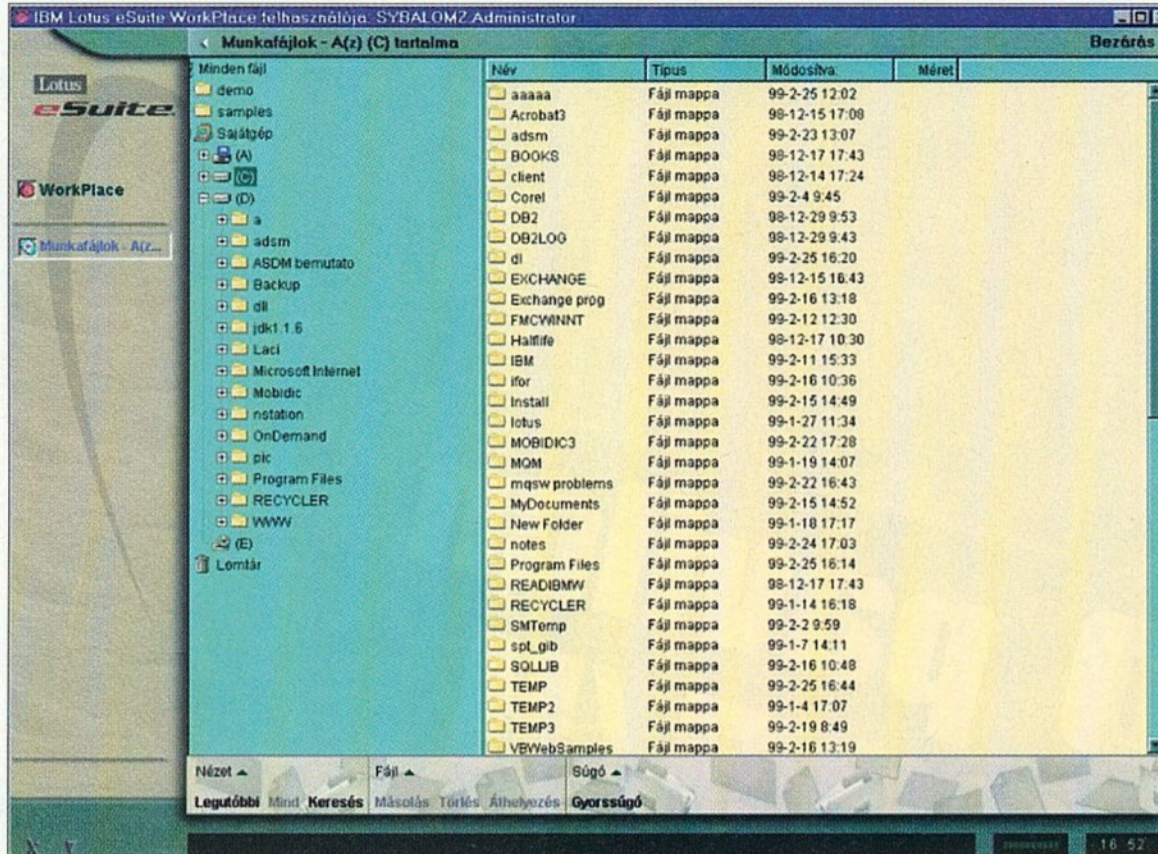 IBM Lotus eSuite WorkPlace felhasználója: SYBALOM2.Administrator
Munkafájlok - A(z) (C) tartalma
Bezárás
Lotus
eSuite
WorkPlace
Munkafájlok - A(z...
Minden fájl
demo
samples
Sajátgép
(A)
(C)
(D)
a
adsm
ASDM bemutato
Backup
dll
jdk1.1.6
Laci
Microsoft Internet
Mobidic
nstation
OnDemand
pic
Program Files
RECYCLER
WWW
(E)
Lomtár
Név Típus Módosítva: Méret
aaaaa Fájl mappa 99-2-25 12:02
Acrobat3 Fájl mappa 98-12-15 17:08
adsm Fájl mappa 99-2-23 13:07
BOOKS Fájl mappa 98-12-17 17:43
client Fájl mappa 98-12-14 17:24
Corel Fájl mappa 99-2-4 9:45
DB2 Fájl mappa 98-12-29 9:53
DB2LOG Fájl mappa 98-12-29 9:43
dl Fájl mappa 99-2-25 16:20
EXCHANGE Fájl mappa 98-12-15 16:43
Exchange prog Fájl mappa 99-2-16 13:18
FMCWINNT Fájl mappa 99-2-12 12:30
Halflife Fájl mappa 98-12-17 10:30
IBM Fájl mappa 99-2-11 15:33
ifor Fájl mappa 99-2-16 10:36
Install Fájl mappa 99-2-15 14:49
lotus Fájl mappa 99-1-27 11:34
MOBIDIC3 Fájl mappa 99-2-22 17:28
MQM Fájl mappa 99-1-19 14:07
mqsw problems Fájl mappa 99-2-22 16:43
MyDocuments Fájl mappa 99-2-15 14:52
New Folder Fájl mappa 99-1-18 17:17
notes Fájl mappa 99-2-24 17:03
Program Files Fájl mappa 99-2-25 16:14
READIBMW Fájl mappa 98-12-17 17:43
RECYCLER Fájl mappa 99-1-14 16:18
SMTemp Fájl mappa 99-2-2 9:59
spt_gib Fájl mappa 99-1-7 14:11
SQLLIB Fájl mappa 99-2-16 10:48
TEMP Fájl mappa 99-2-25 16:44
TEMP2 Fájl mappa 99-1-4 17:07
TEMP3 Fájl mappa 99-2-19 8:49
VBWebSamples Fájl mappa 99-2-16 13:19
Nézet Fájl Súgó
Legutóbbi Mind Keresés Másolás Törlés Áthelyezés Gyorssúgó
16 52